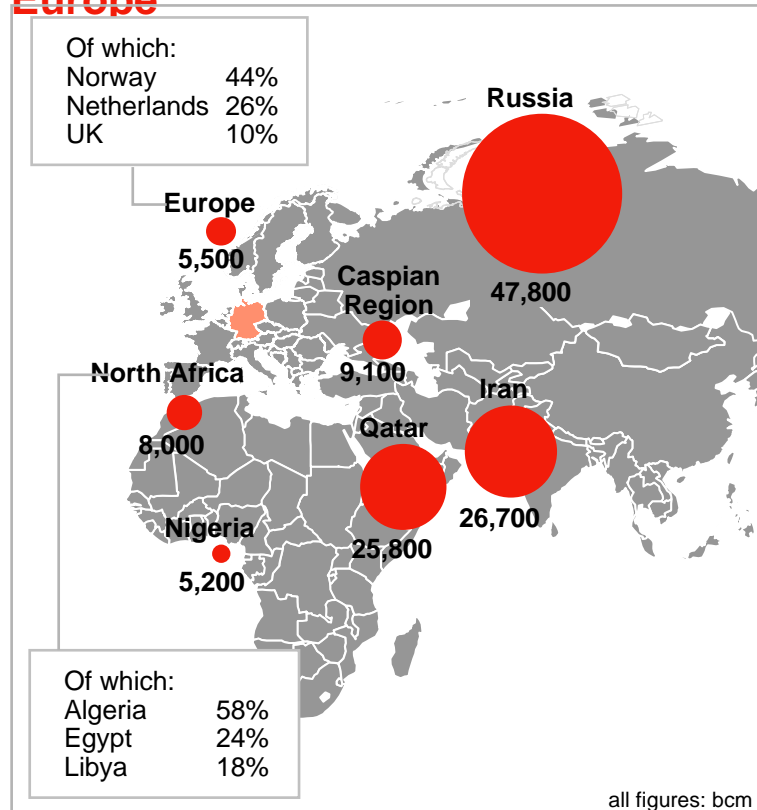 Europe
Of which:
Norway 44%
Netherlands 26%
UK 10%
Russia
47,800
Europe
5,500
Caspian
Region
9,100
North Africa
8,000
Iran
26,700
Qatar
25,800
Nigeria
5,200
Of which:
Algeria 58%
Egypt 24%
Libya 18%
all figures: bcm